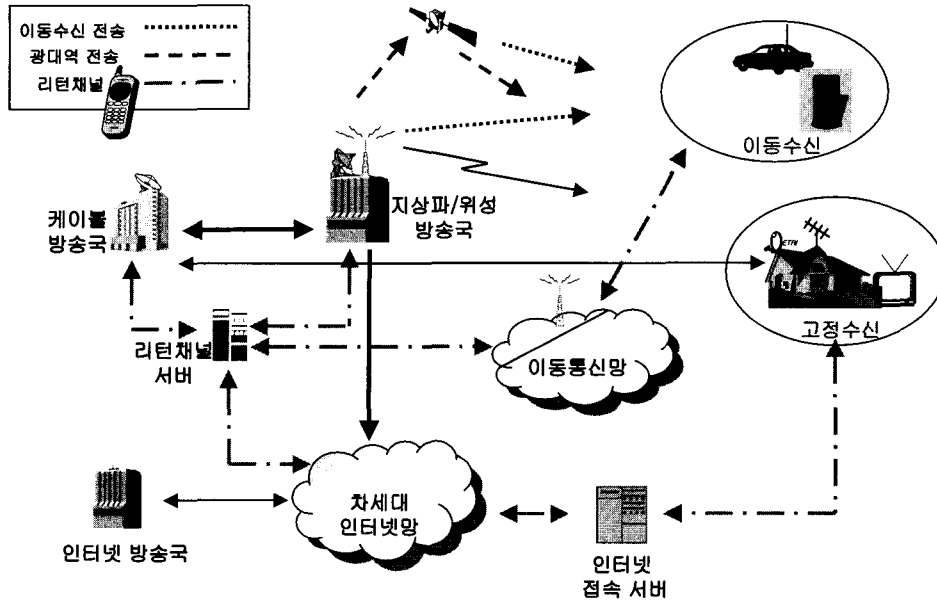 이동수신 전송
광대역 전송
리턴채널
이동수신
케이블
방송국
지상파/위성
방송국
ETRI
고정수신
리턴채널
서버
이동통신망
차세대
인터넷망
인터넷 방송국
인터넷
접속 서버